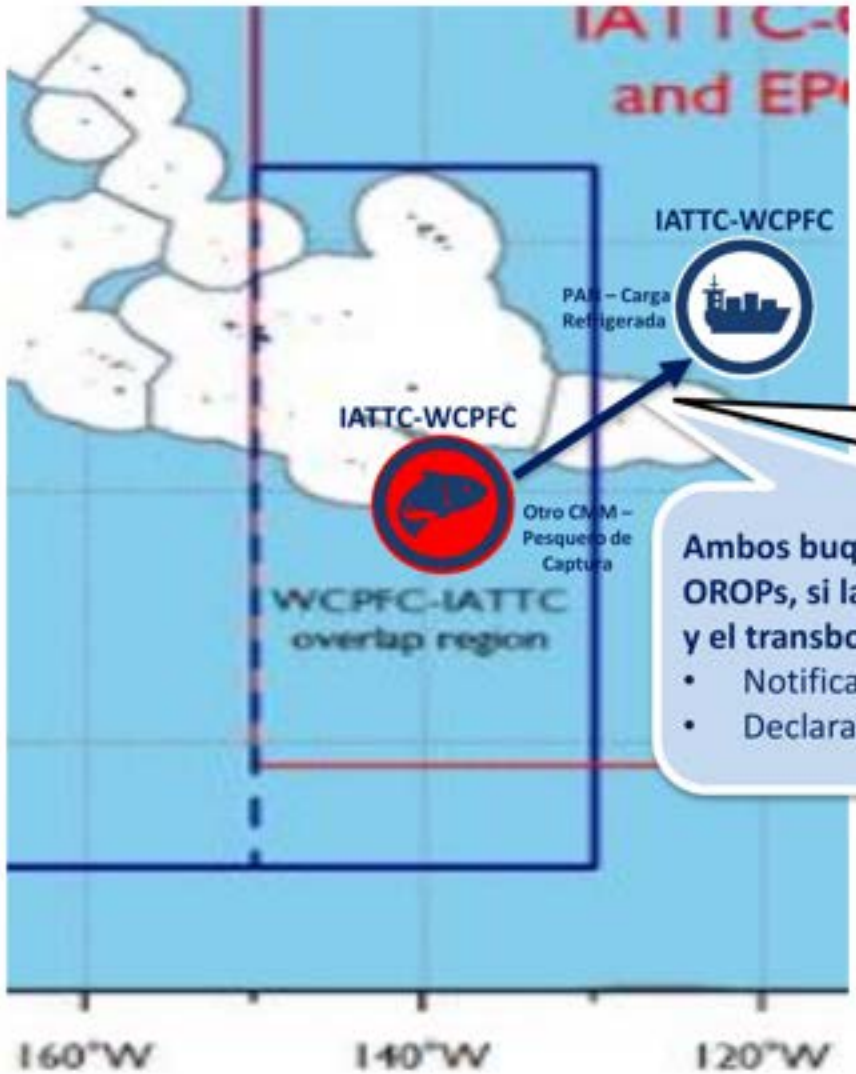 IATTC-
and EP
IATTC-WCPFC
PAN – Carga
Refrigerada
IATTC-WCPFC
Otro CMM –
Pesquero de
Captura
WCPFC-IATTC
overlap region
Ambos buq
OROPs, si la
y el transbo
• Notifica
• Declara
160°W 140°W 120°W